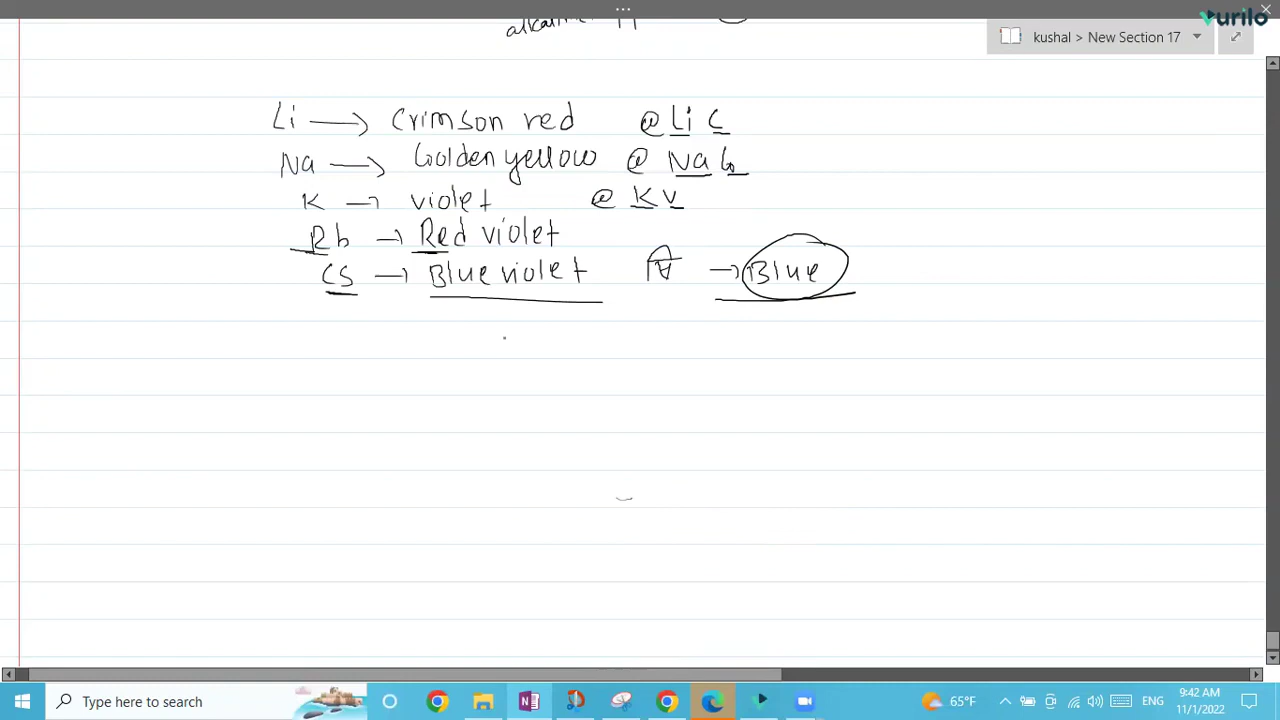 vurilo
kushal > New Section 17
Li → Crimson red @ Li C
Na → Golden yellow @ Na G
K → violet @ K V
Rb → Red violet
Cs → Blue violet → Blue
Type here to search
65°F
ENG
9:42 AM
11/1/2022